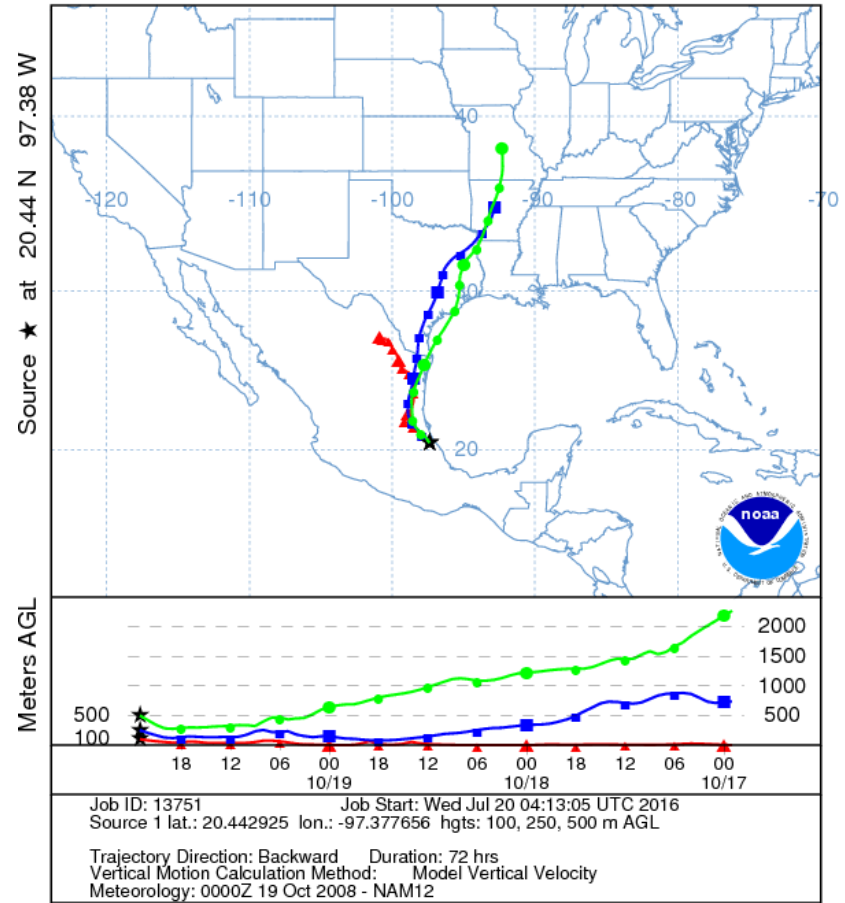 Source ★ at 20.44 N 97.38 W
40
-120 -110 -100 -90 -80 -70
20
noaa
Meters AGL
2000
1500
1000
500 500
100
18 12 06 00 18 12 06 00 18 12 06 00
10/19 10/18 10/17
Job ID: 13751 Job Start: Wed Jul 20 04:13:05 UTC 2016
Source 1 lat.: 20.442925 lon.: -97.377656 hgts: 100, 250, 500 m AGL
Trajectory Direction: Backward Duration: 72 hrs
Vertical Motion Calculation Method: Model Vertical Velocity
Meteorology: 0000Z 19 Oct 2008 - NAM12